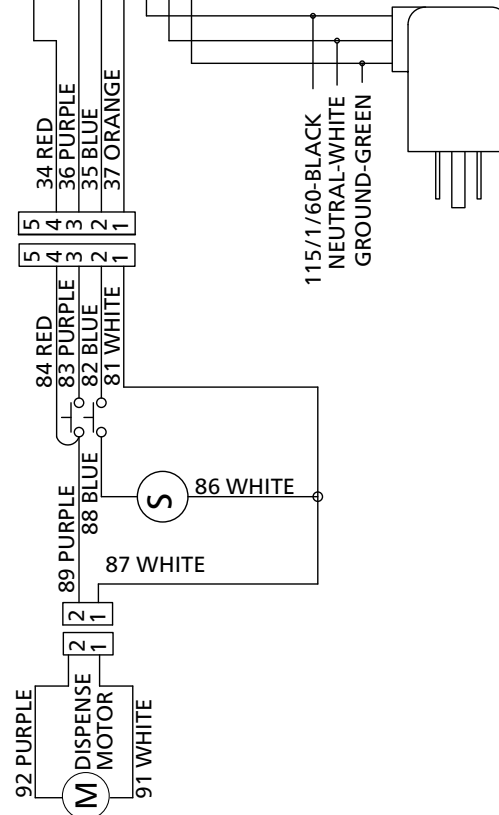 34 RED
36 PURPLE
35 BLUE
37 ORANGE
115/1/60-BLACK
NEUTRAL-WHITE
GROUND-GREEN
5 4 3 2 1
5 4 3 2 1
84 RED
83 PURPLE
82 BLUE
81 WHITE
S
86 WHITE
88 BLUE
89 PURPLE
87 WHITE
2 1
2 1
92 PURPLE
M
DISPENSE
MOTOR
91 WHITE